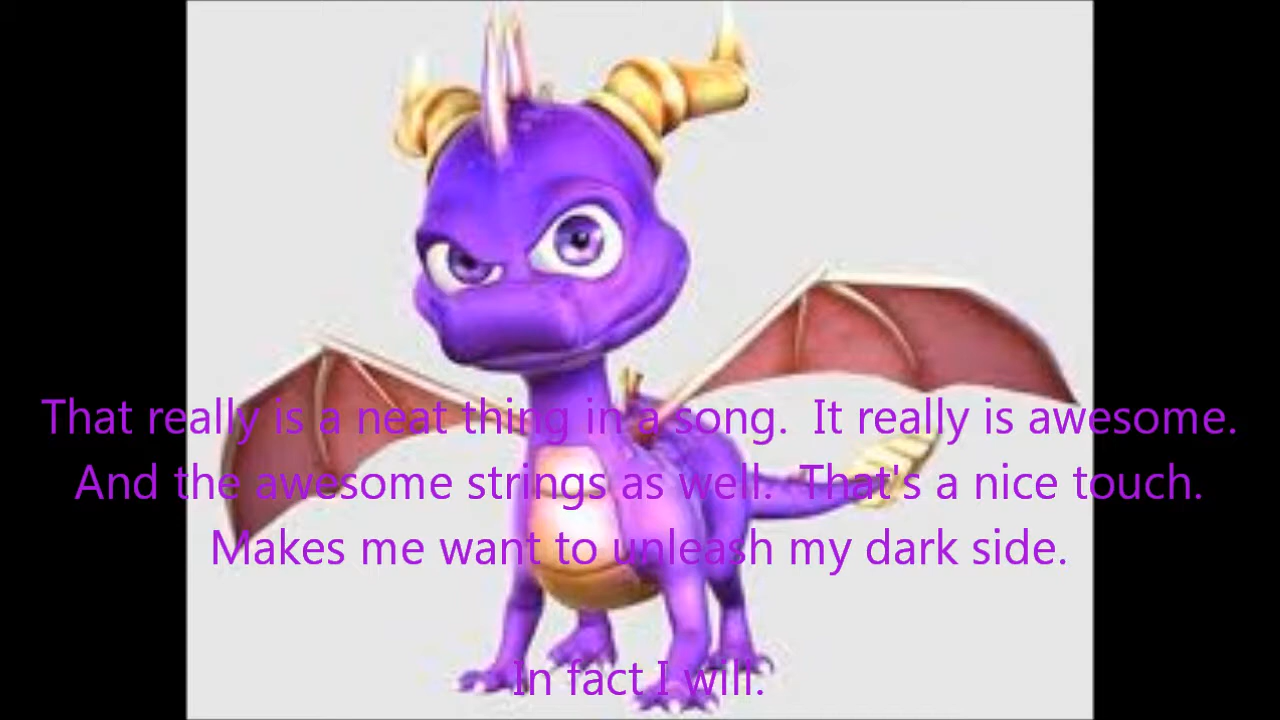 That really is a neat thing in a song.  It really is awesome.
And the awesome strings as well.  That's a nice touch.
Makes me want to unleash my dark side.
In fact I will.